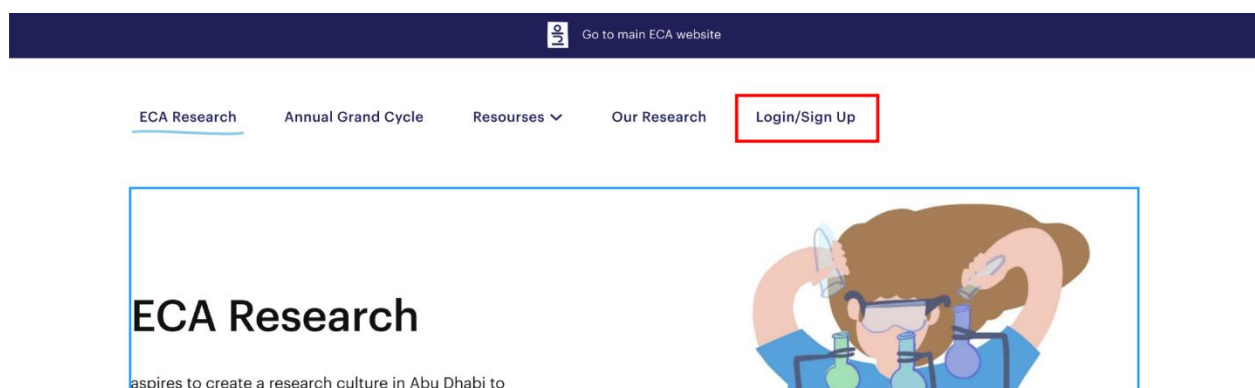 Go to main ECA website
ECA Research Annual Grand Cycle Resourses Our Research Login/Sign Up
ECA Research
aspires to create a research culture in Abu Dhabi to